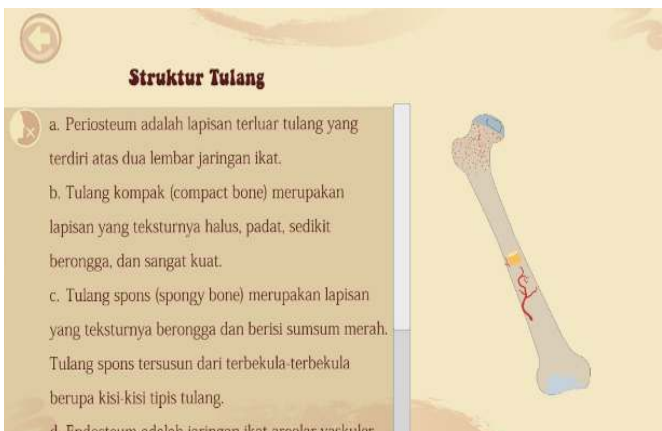 Struktur Tulang
a. Periosteum adalah lapisan terluar tulang yang
terdiri atas dua lembar jaringan ikat.
b. Tulang kompak (compact bone) merupakan
lapisan yang teksturnya halus, padat, sedikit
berongga, dan sangat kuat.
c. Tulang spons (spongy bone) merupakan lapisan
yang teksturnya berongga dan berisi sumsum merah.
Tulang spons tersusun dari terbekula-terbekula
berupa kisi-kisi tipis tulang.
d. Endosteum adalah jaringan ikat areolar vaskuler